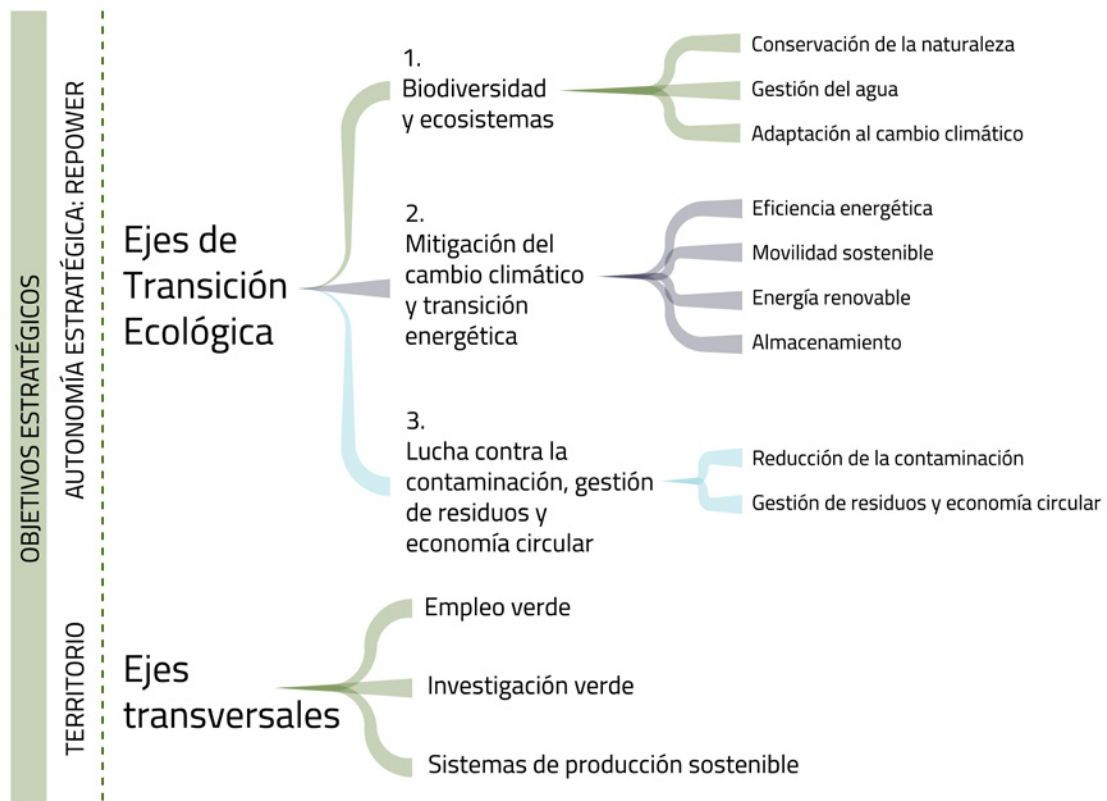 OBJETIVOS ESTRATÉGICOS
AUTONOMÍA ESTRATÉGICA: REPOWER
TERRITORIO
Ejes de
Transición
Ecológica
1.
Biodiversidad
y ecosistemas
Conservación de la naturaleza
Gestión del agua
Adaptación al cambio climático
2.
Mitigación del
cambio climático
y transición
energética
Eficiencia energética
Movilidad sostenible
Energía renovable
Almacenamiento
3.
Lucha contra la
contaminación, gestión
de residuos y
economía circular
Reducción de la contaminación
Gestión de residuos y economía circular
Ejes
transversales
Empleo verde
Investigación verde
Sistemas de producción sostenible